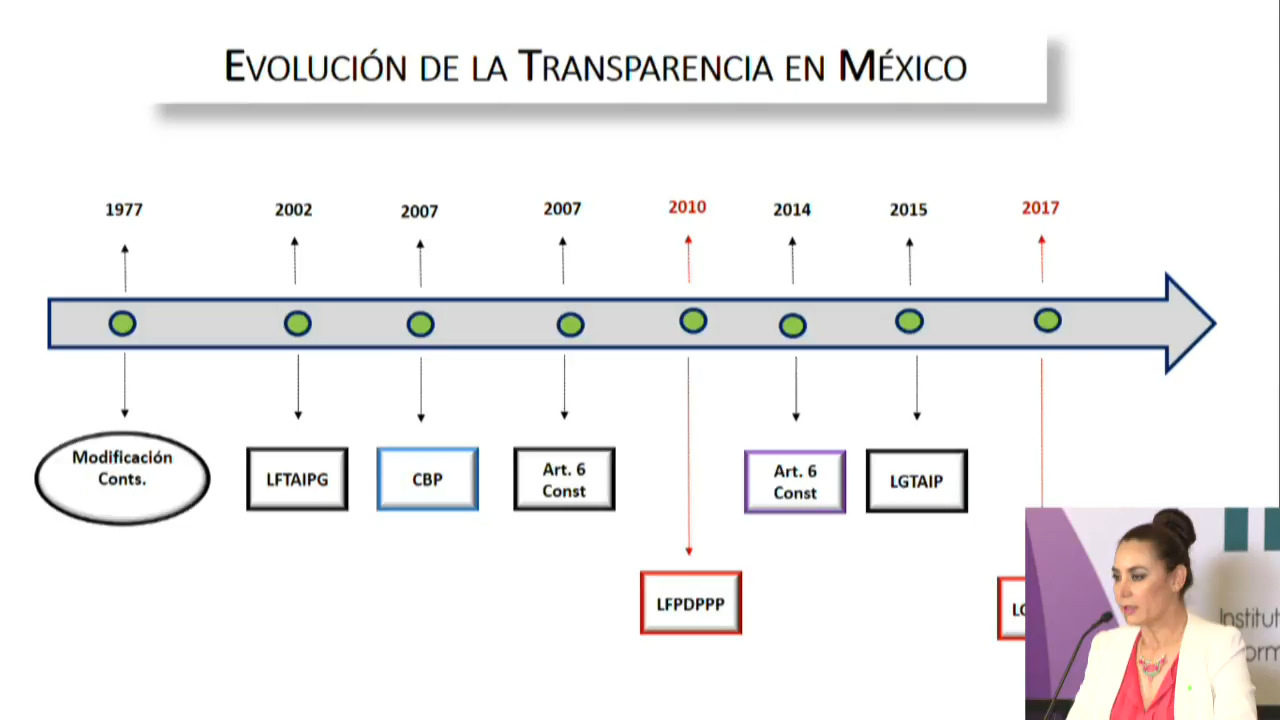 EVOLUCIÓN DE LA TRANSPARENCIA EN MÉXICO
1977
2002
2007
2007
2010
2014
2015
2017
Modificación
Conts.
LFTAIPG
CBP
Art. 6
Const
Art. 6
Const
LGTAIP
LFPDPPP